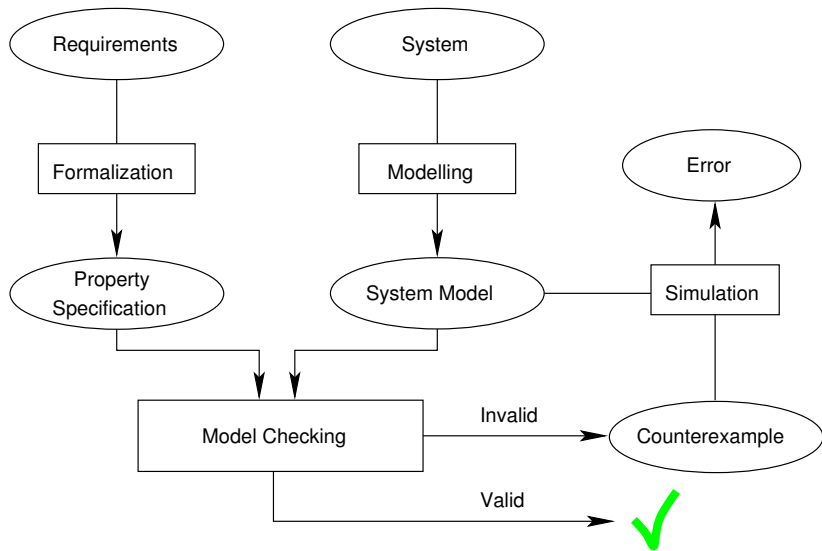 Requirements
System
Formalization
Modelling
Error
Property
Specification
System Model
Simulation
Model Checking
Invalid
Counterexample
Valid